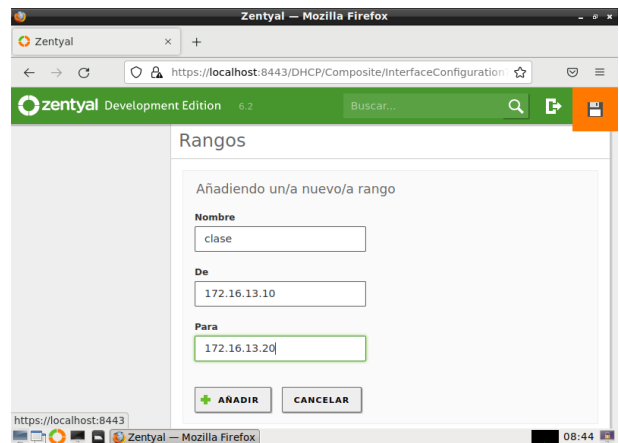 Zentyal — Mozilla Firefox
Zentyal
https://localhost:8443/DHCP/Composite/InterfaceConfiguration
zentyal Development Edition 6.2
Buscar...
Rangos
Añadiendo un/a nuevo/a rango
Nombre
clase
De
172.16.13.10
Para
172.16.13.20
AÑADIR
CANCELAR
https://localhost:8443
Zentyal — Mozilla Firefox
08:44